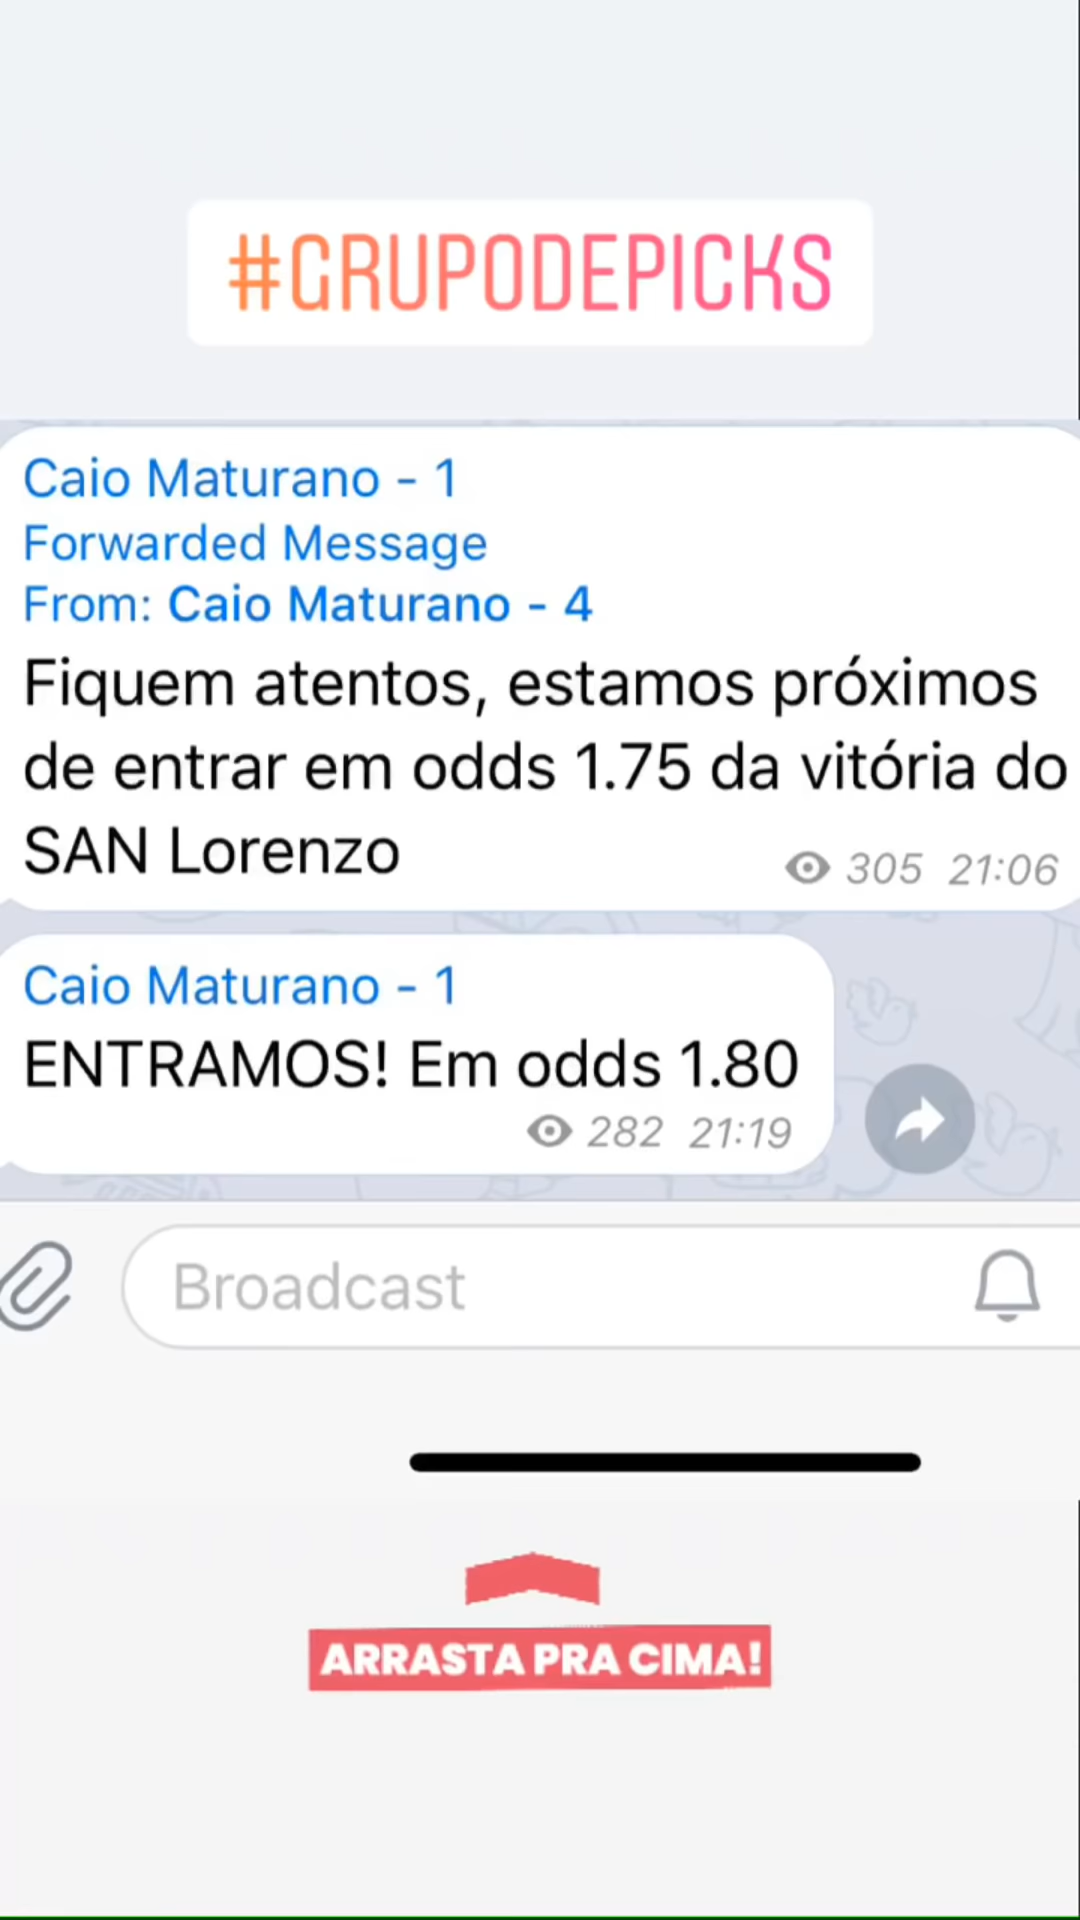 #GRUPODEPICKS
Caio Maturano - 1
Forwarded Message
From: Caio Maturano - 4
Fiquem atentos, estamos próximos
de entrar em odds 1.75 da vitória do
SAN Lorenzo
305 21:06
Caio Maturano - 1
ENTRAMOS! Em odds 1.80
282 21:19
Broadcast
ARRASTA PRA CIMA!